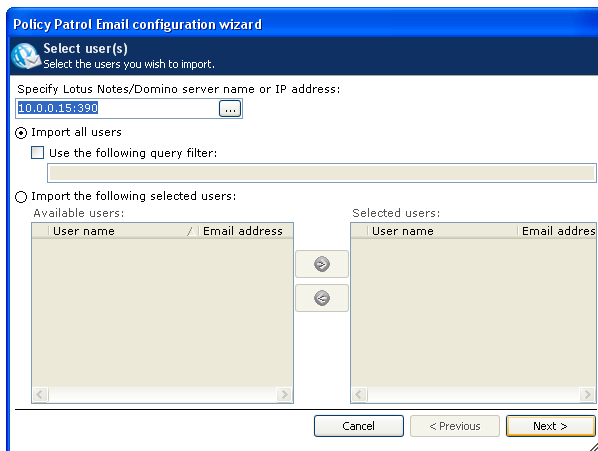 Policy Patrol Email configuration wizard
Select user(s)
Select the users you wish to import.
Specify Lotus Notes/Domino server name or IP address:
10.0.0.15:390 ...
Import all users
Use the following query filter:
Import the following selected users:
Available users: Selected users:
User name / Email address User name Email addres
Cancel < Previous Next >